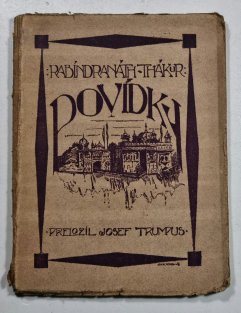 RABÍNDRANÁTH THÁKUR
POVÍDKY
PŘELOŽIL JOSEF TRUMPUS